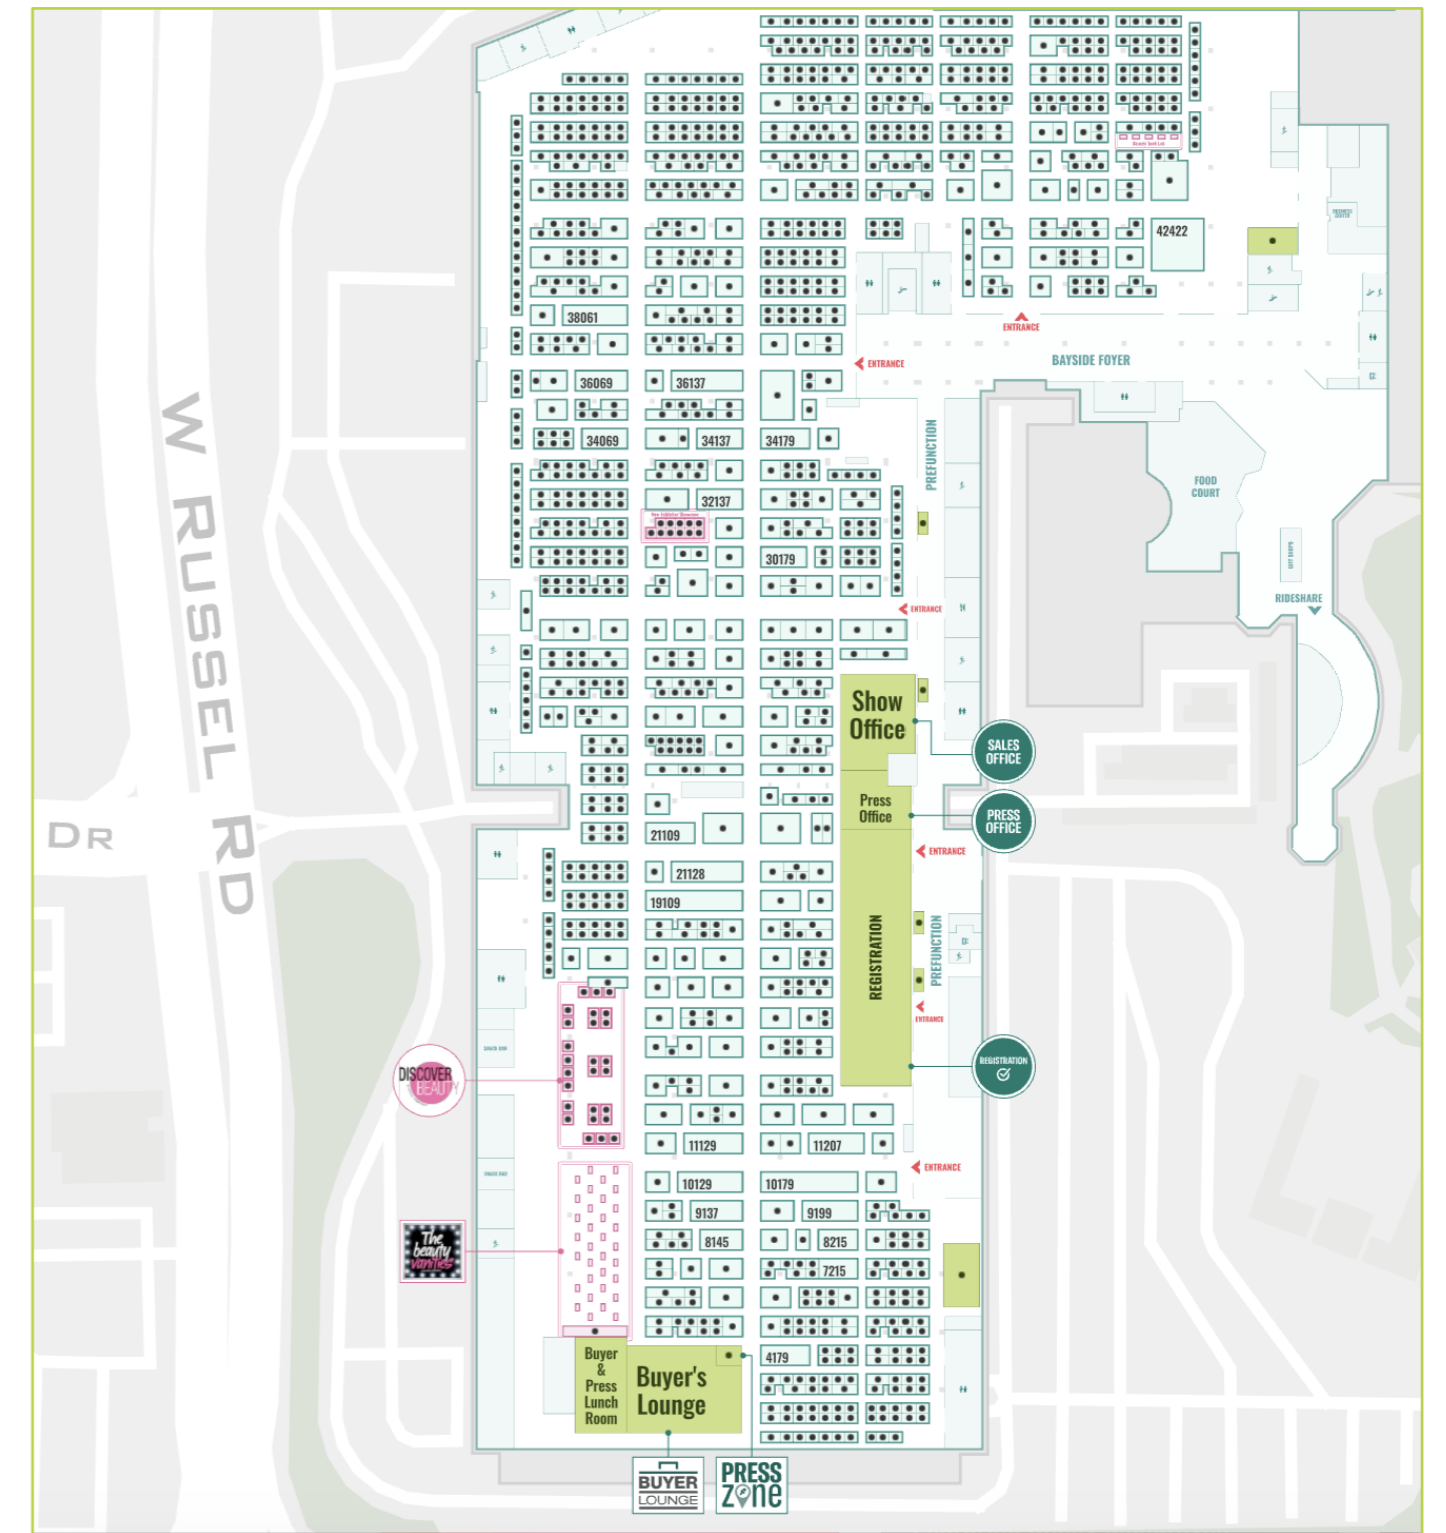 42422
38061
ENTRANCE
BAYSIDE FOYER
ENTRANCE
36069
36137
34069
34137
34179
PREFUNCTION
FOOD
COURT
32137
30179
GIFT SHOPS
RIDESHARE
ENTRANCE
W RUSSEL RD
Show
Office
SALES
OFFICE
Press
Office
PRESS
OFFICE
DR
21109
ENTRANCE
21128
19109
REGISTRATION
PREFUNCTION
ENTRANCE
REGISTRATION
DISCOVER
BEAUTY
11129
11207
ENTRANCE
10129
10179
9137
9199
The
beauty
vanities
8145
8215
7215
Buyer
&
Press
Lunch
Room
Buyer's
Lounge
4179
BUYER
LOUNGE
PRESS
zone